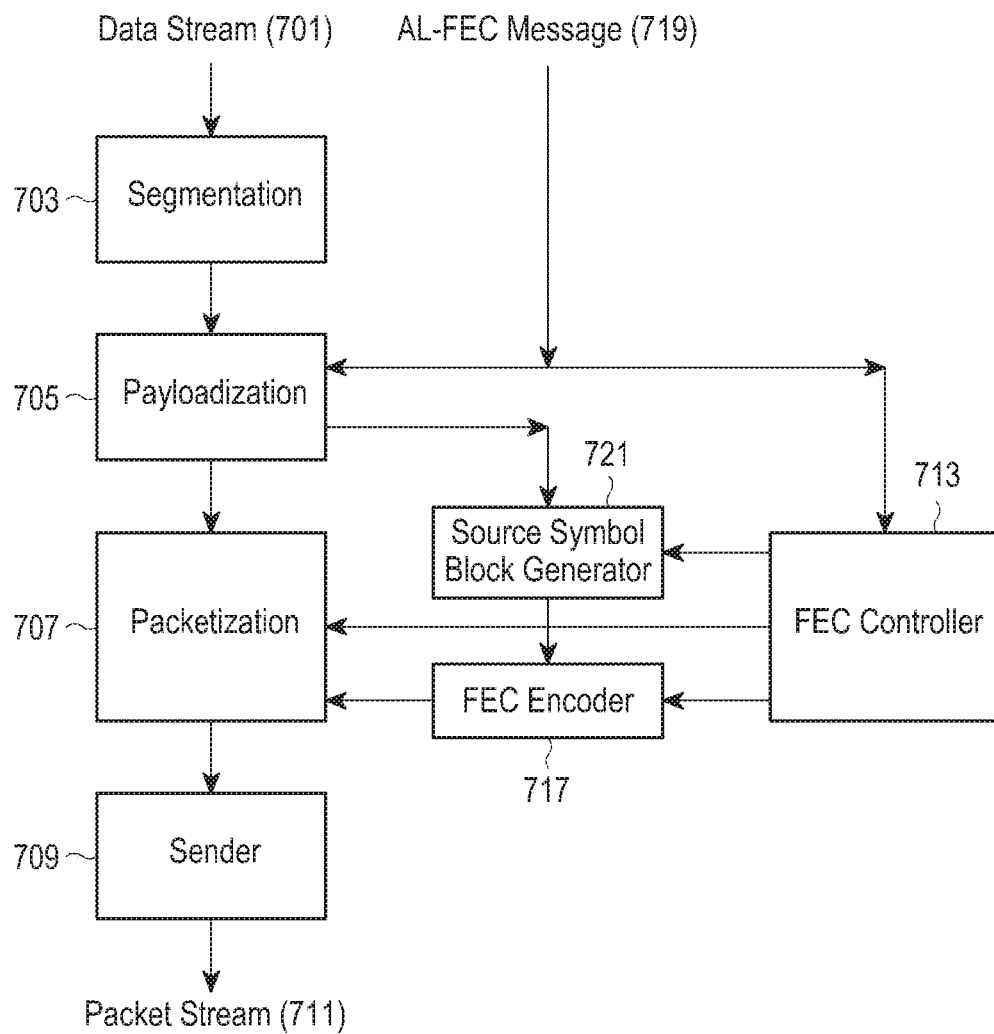 Data Stream (701)
AL-FEC Message (719)
703
Segmentation
705
Payloadization
721
713
Source Symbol
Block Generator
707
Packetization
FEC Controller
FEC Encoder
717
709
Sender
Packet Stream (711)